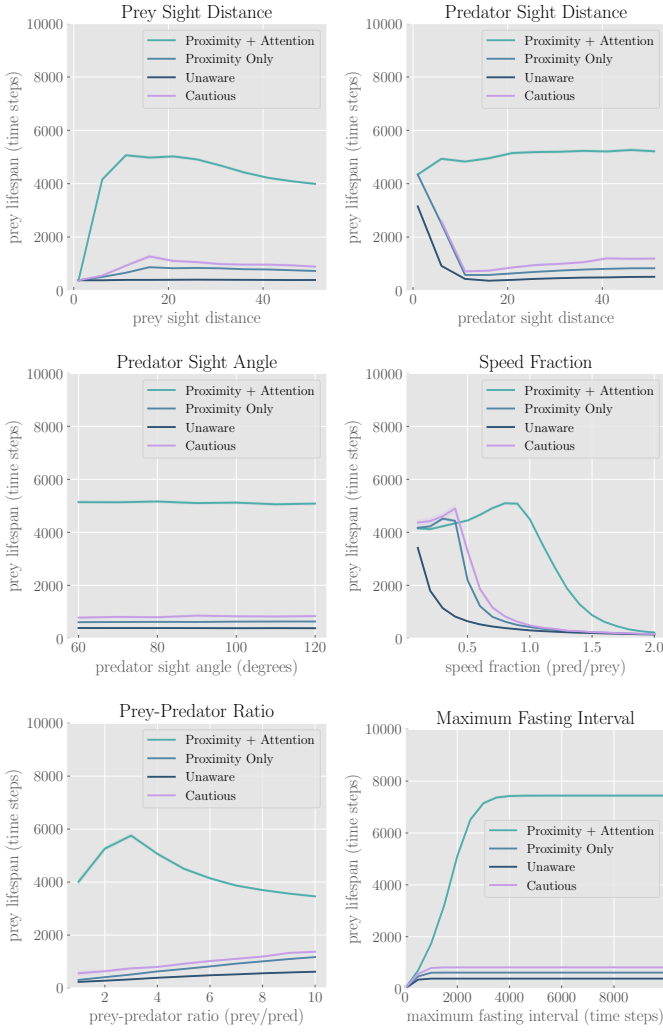 Prey Sight Distance
10000
8000
6000
4000
2000
0
prey lifespan (time steps)
Proximity + Attention
Proximity Only
Unaware
Cautious
0 20 40
prey sight distance
Predator Sight Distance
10000
8000
6000
4000
2000
0
prey lifespan (time steps)
Proximity + Attention
Proximity Only
Unaware
Cautious
0 20 40
predator sight distance
Predator Sight Angle
10000
8000
6000
4000
2000
0
prey lifespan (time steps)
Proximity + Attention
Proximity Only
Unaware
Cautious
60 80 100 120
predator sight angle (degrees)
Speed Fraction
10000
8000
6000
4000
2000
0
prey lifespan (time steps)
Proximity + Attention
Proximity Only
Unaware
Cautious
0.5 1.0 1.5 2.0
speed fraction (pred/prey)
Prey-Predator Ratio
10000
8000
6000
4000
2000
0
prey lifespan (time steps)
Proximity + Attention
Proximity Only
Unaware
Cautious
2 4 6 8 10
prey-predator ratio (prey/pred)
Maximum Fasting Interval
10000
8000
6000
4000
2000
0
prey lifespan (time steps)
Proximity + Attention
Proximity Only
Unaware
Cautious
0 2000 4000 6000 8000
maximum fasting interval (time steps)